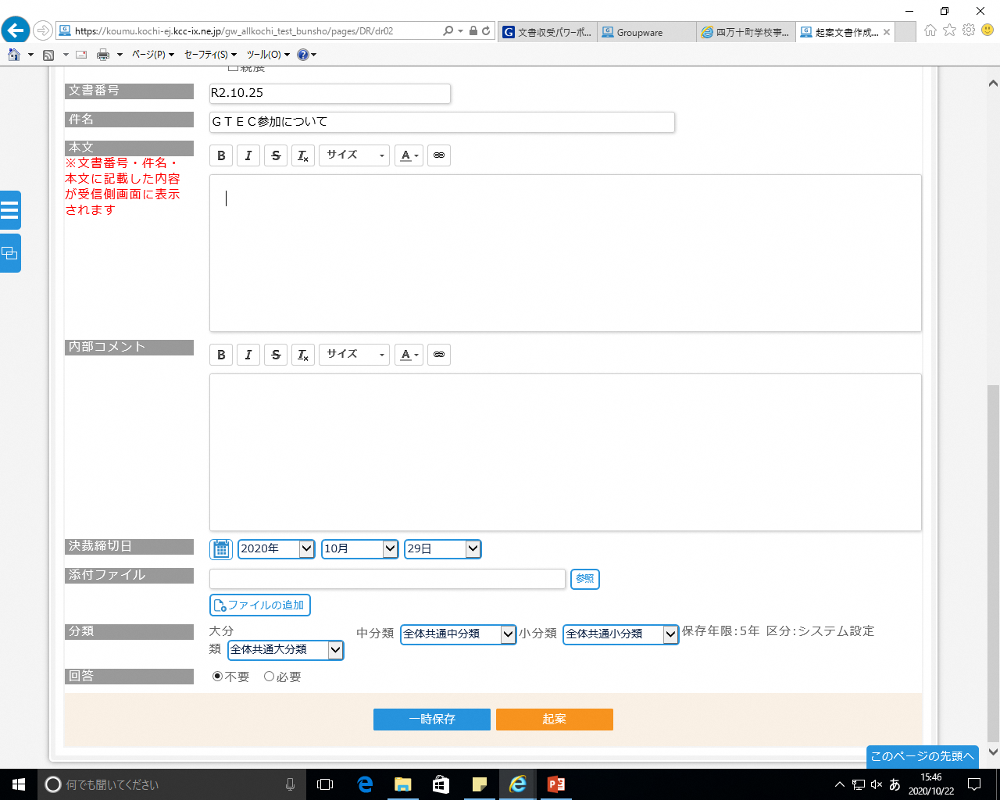 https://koumu.kochi-ej.kcc-ix.ne.jp/gw_allkochi_test_bunsho/pages/DR/dr02
文書収受パワーポ...
Groupware
四万十町学校事...
起案文書作成...
ページ(P)
セーフティ(S)
ツール(O)
親展
文書番号
R2.10.25
件名
ＧＴＥＣ参加について
本文
B I S Tx サイズ A
※文書番号・件名・
本文に記載した内容
が受信側画面に表示
されます
内部コメント
B I S Tx サイズ A
決裁締切日
2020年 10月 29日
添付ファイル
参照
ファイルの追加
分類
大分
類 全体共通大分類
中分類 全体共通中分類 小分類 全体共通小分類 保存年限:5年 区分:システム設定
回答
不要 必要
一時保存 起案
このページの先頭へ
何でも聞いてください
あ
15:46
2020/10/22